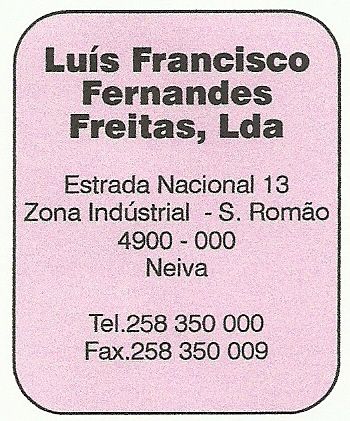 Luís Francisco
Fernandes
Freitas, Lda
Estrada Nacional 13
Zona Indústrial - S. Romão
4900 - 000
Neiva
Tel.258 350 000
Fax.258 350 009